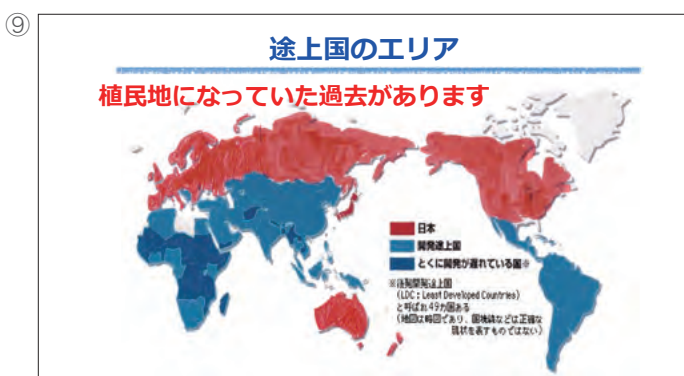 ⑨
途上国のエリア
植民地になっていた過去があります
日本
開発途上国
とくに開発が遅れている国※
※後発開発途上国
(LDC:Least Developed Countries)
と呼ばれ49カ国ある
(地図は略図であり、国境線などは正確な
現状を表すものではない)